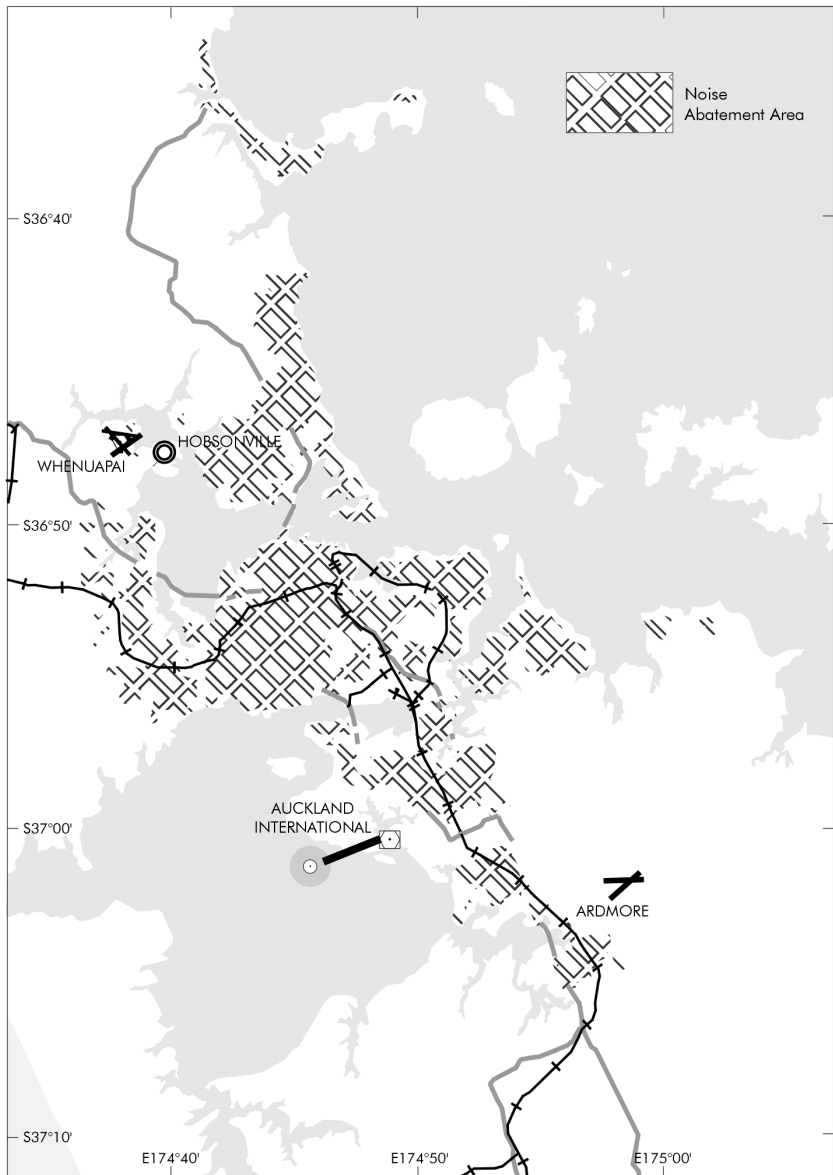 Noise
Abatement Area
S36°40'
HOBSONVILLE
WHENUAPAI
S36°50'
AUCKLAND
INTERNATIONAL
S37°00'
ARDMORE
S37°10'
E174°40'
E174°50'
E175°00'